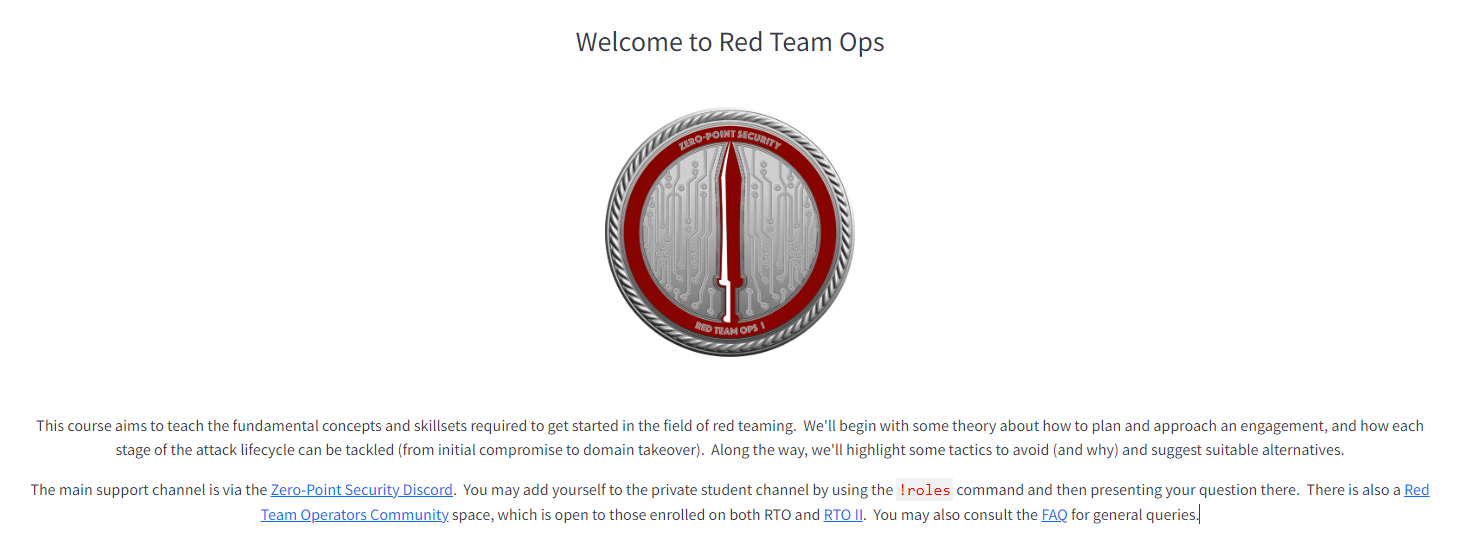 Welcome to Red Team Ops
ZERO-POINT SECURITY
RED TEAM OPS I
This course aims to teach the fundamental concepts and skillsets required to get started in the field of red teaming.  We'll begin with some theory about how to plan and approach an engagement, and how each
stage of the attack lifecycle can be tackled (from initial compromise to domain takeover).  Along the way, we'll highlight some tactics to avoid (and why) and suggest suitable alternatives.
The main support channel is via the Zero-Point Security Discord.  You may add yourself to the private student channel by using the !roles command and then presenting your question there.  There is also a Red
Team Operators Community space, which is open to those enrolled on both RTO and RTO II.  You may also consult the FAQ for general queries.